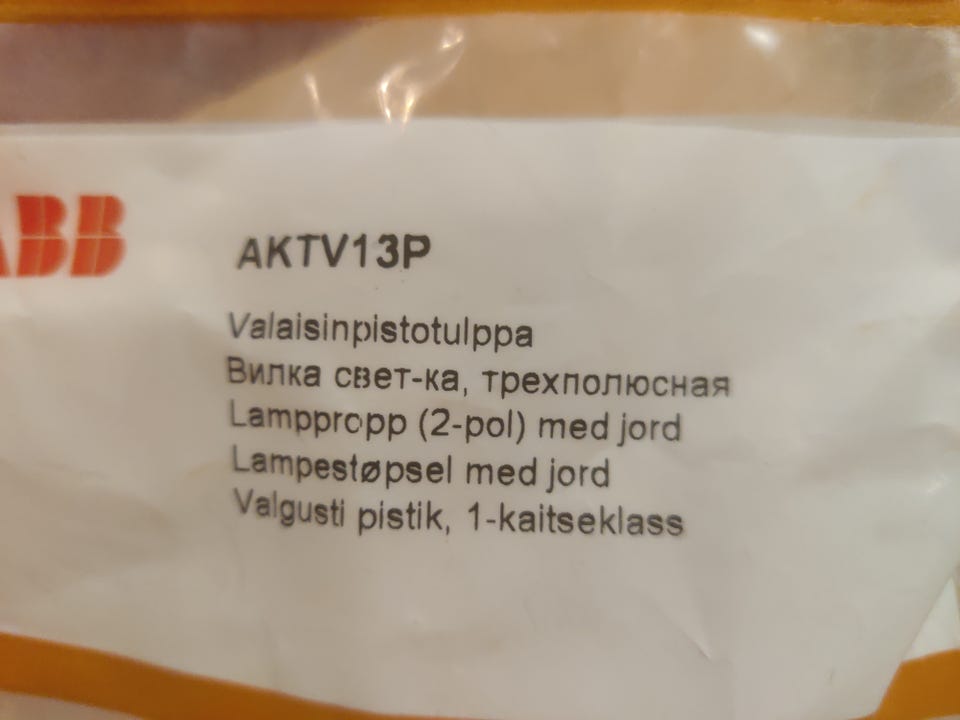 ABB
AKTV13P
Valaisinpistotulppa
Вилка свет-ка, трехполюсная
Lamppropp (2-pol) med jord
Lampestøpsel med jord
Valgusti pistik, 1-kaitseklass